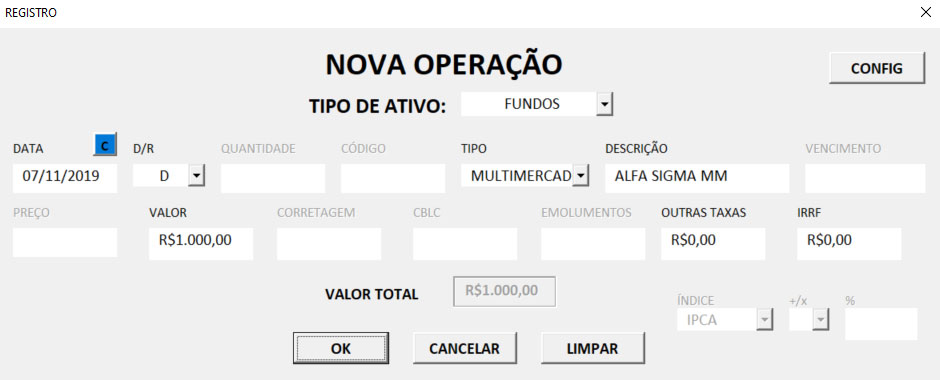 REGISTRO
NOVA OPERAÇÃO
CONFIG
TIPO DE ATIVO: FUNDOS
DATA C D/R QUANTIDADE CÓDIGO TIPO DESCRIÇÃO VENCIMENTO
07/11/2019 D MULTIMERCAD ALFA SIGMA MM
PREÇO VALOR CORRETAGEM CBLC EMOLUMENTOS OUTRAS TAXAS IRRF
R$1.000,00 R$0,00 R$0,00
VALOR TOTAL R$1.000,00
ÍNDICE +/x %
IPCA
OK CANCELAR LIMPAR